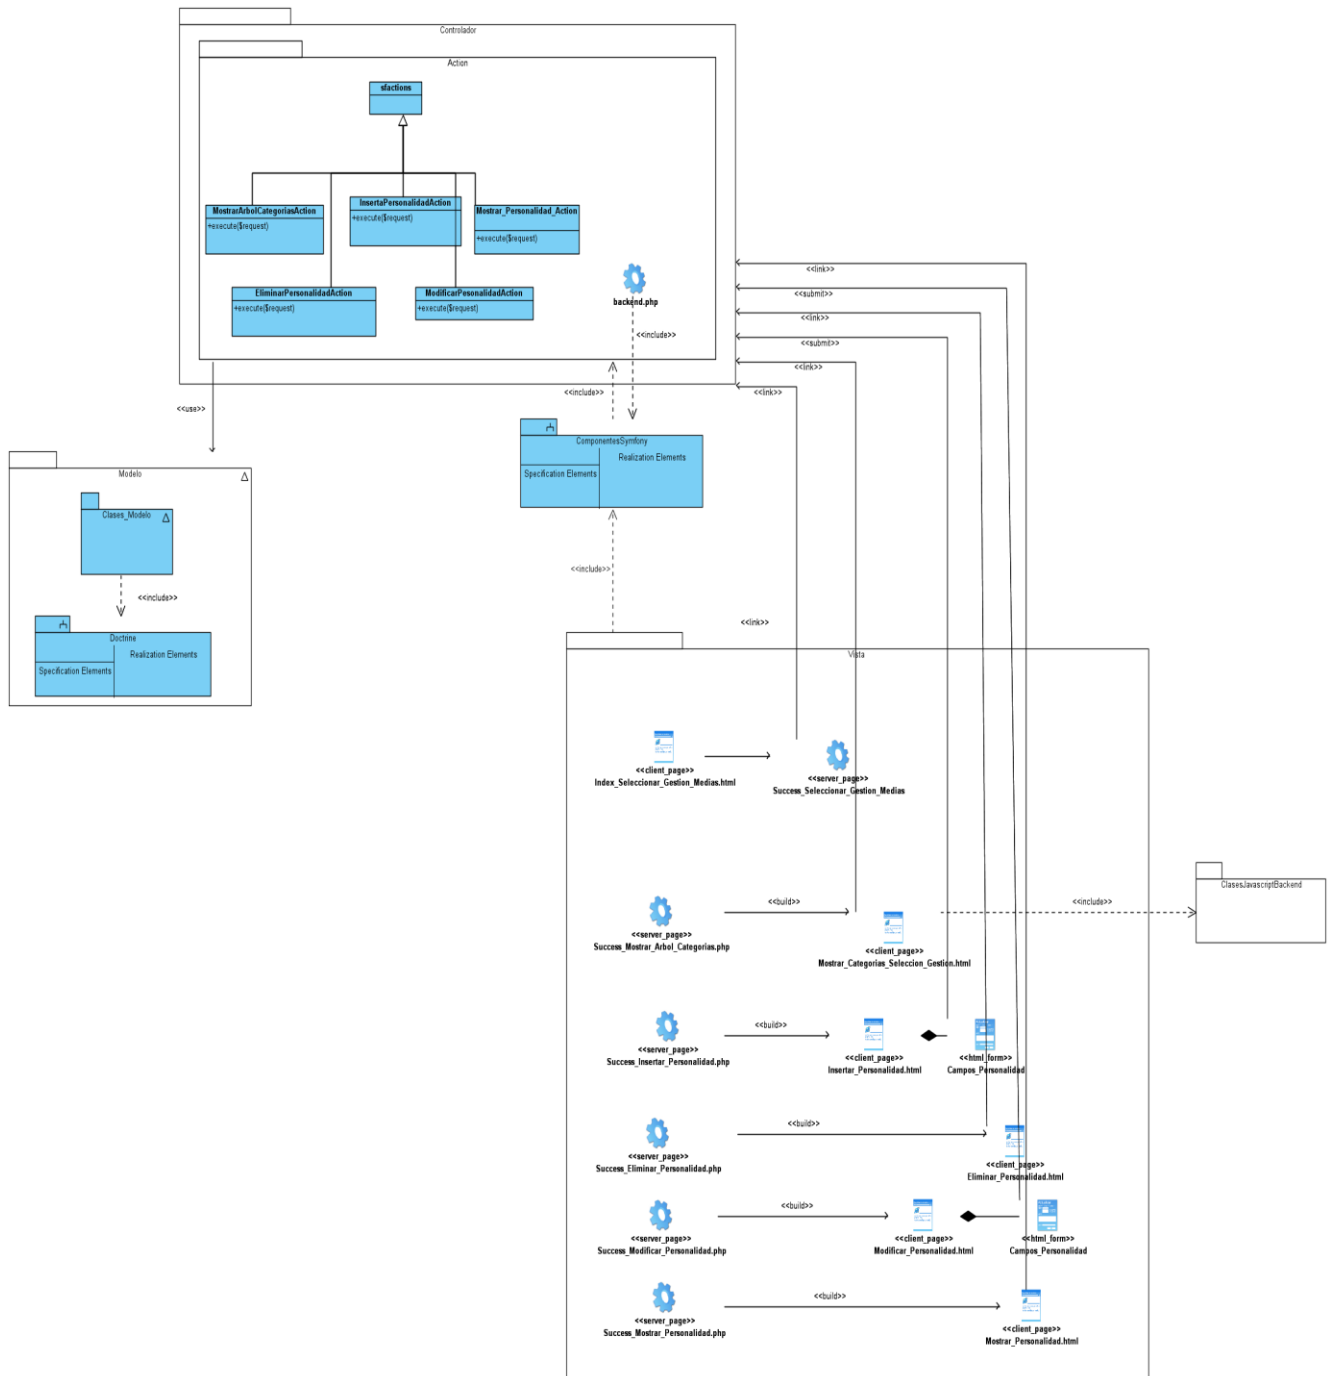 Controlador
Action
sfactions
MostrarArbolCategoriasAction
+execute($request)
InsertaPersonalidadAction
+execute($request)
Mostrar_Personalidad_Action
+execute($request)
EliminarPersonalidadAction
+execute($request)
ModificarPesonalidadAction
+execute($request)
backend.php
<<include>>
<<link>>
<<submit>>
<<link>>
<<submit>>
<<link>>
<<link>>
<<use>>
<<include>>
ComponentesSymfony
Realization Elements
Specification Elements
Modelo
Clases_Modelo
<<include>>
Doctrine
Realization Elements
Specification Elements
<<include>>
<<link>>
Vista
<<client_page>>
Index_Seleccionar_Gestion_Medias.html
<<server_page>>
Success_Seleccionar_Gestion_Medias
<<server_page>>
Success_Mostrar_Arbol_Categorias.php
<<build>>
<<client_page>>
Mostrar_Categorias_Seleccion_Gestion.html
<<include>>
ClasesJavascriptBackend
<<server_page>>
Success_Insertar_Personalidad.php
<<build>>
<<client_page>>
Insertar_Personalidad.html
<<html_form>>
Campos_Personalidad
<<server_page>>
Success_Eliminar_Personalidad.php
<<build>>
<<client_page>>
Eliminar_Personalidad.html
<<server_page>>
Success_Modificar_Personalidad.php
<<build>>
<<client_page>>
Modificar_Personalidad.html
<<html_form>>
Campos_Personalidad
<<server_page>>
Success_Mostrar_Personalidad.php
<<build>>
<<client_page>>
Mostrar_Personalidad.html